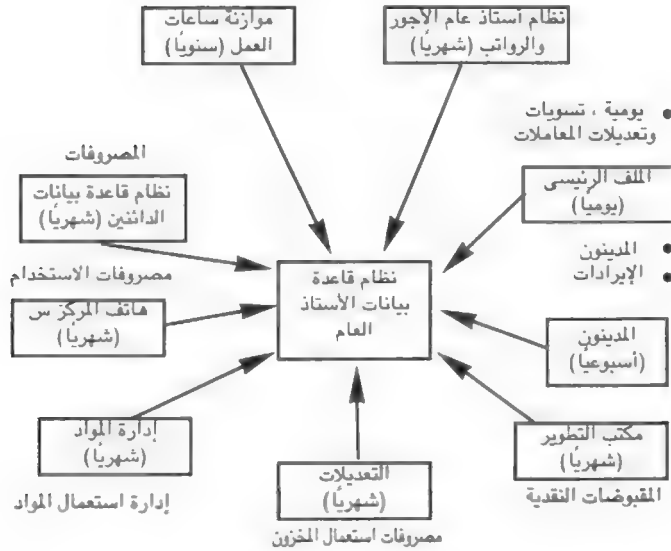 نظام أستاذ عام الأجور
والرواتب (شهريًا)
موازنة ساعات
العمل (سنويًا)
• يومية ، تسويات
وتعديلات المعاملات
المصروفات
الملف الرئيسى
(يوميًا)
نظام قاعدة بيانات
الدائنين (شهريًا)
• المدينون
• الإيرادات
نظام قاعدة
بيانات الأستاذ
العام
مصروفات الاستخدام
هاتف المركز س
(شهريًا)
المدينون
(أسبوعيًا)
إدارة المواد
(شهريًا)
مكتب التطوير
(شهريًا)
التعديلات
(شهريًا)
المقبوضات النقدية
إدارة استعمال المواد
مصروفات استعمال المخزون